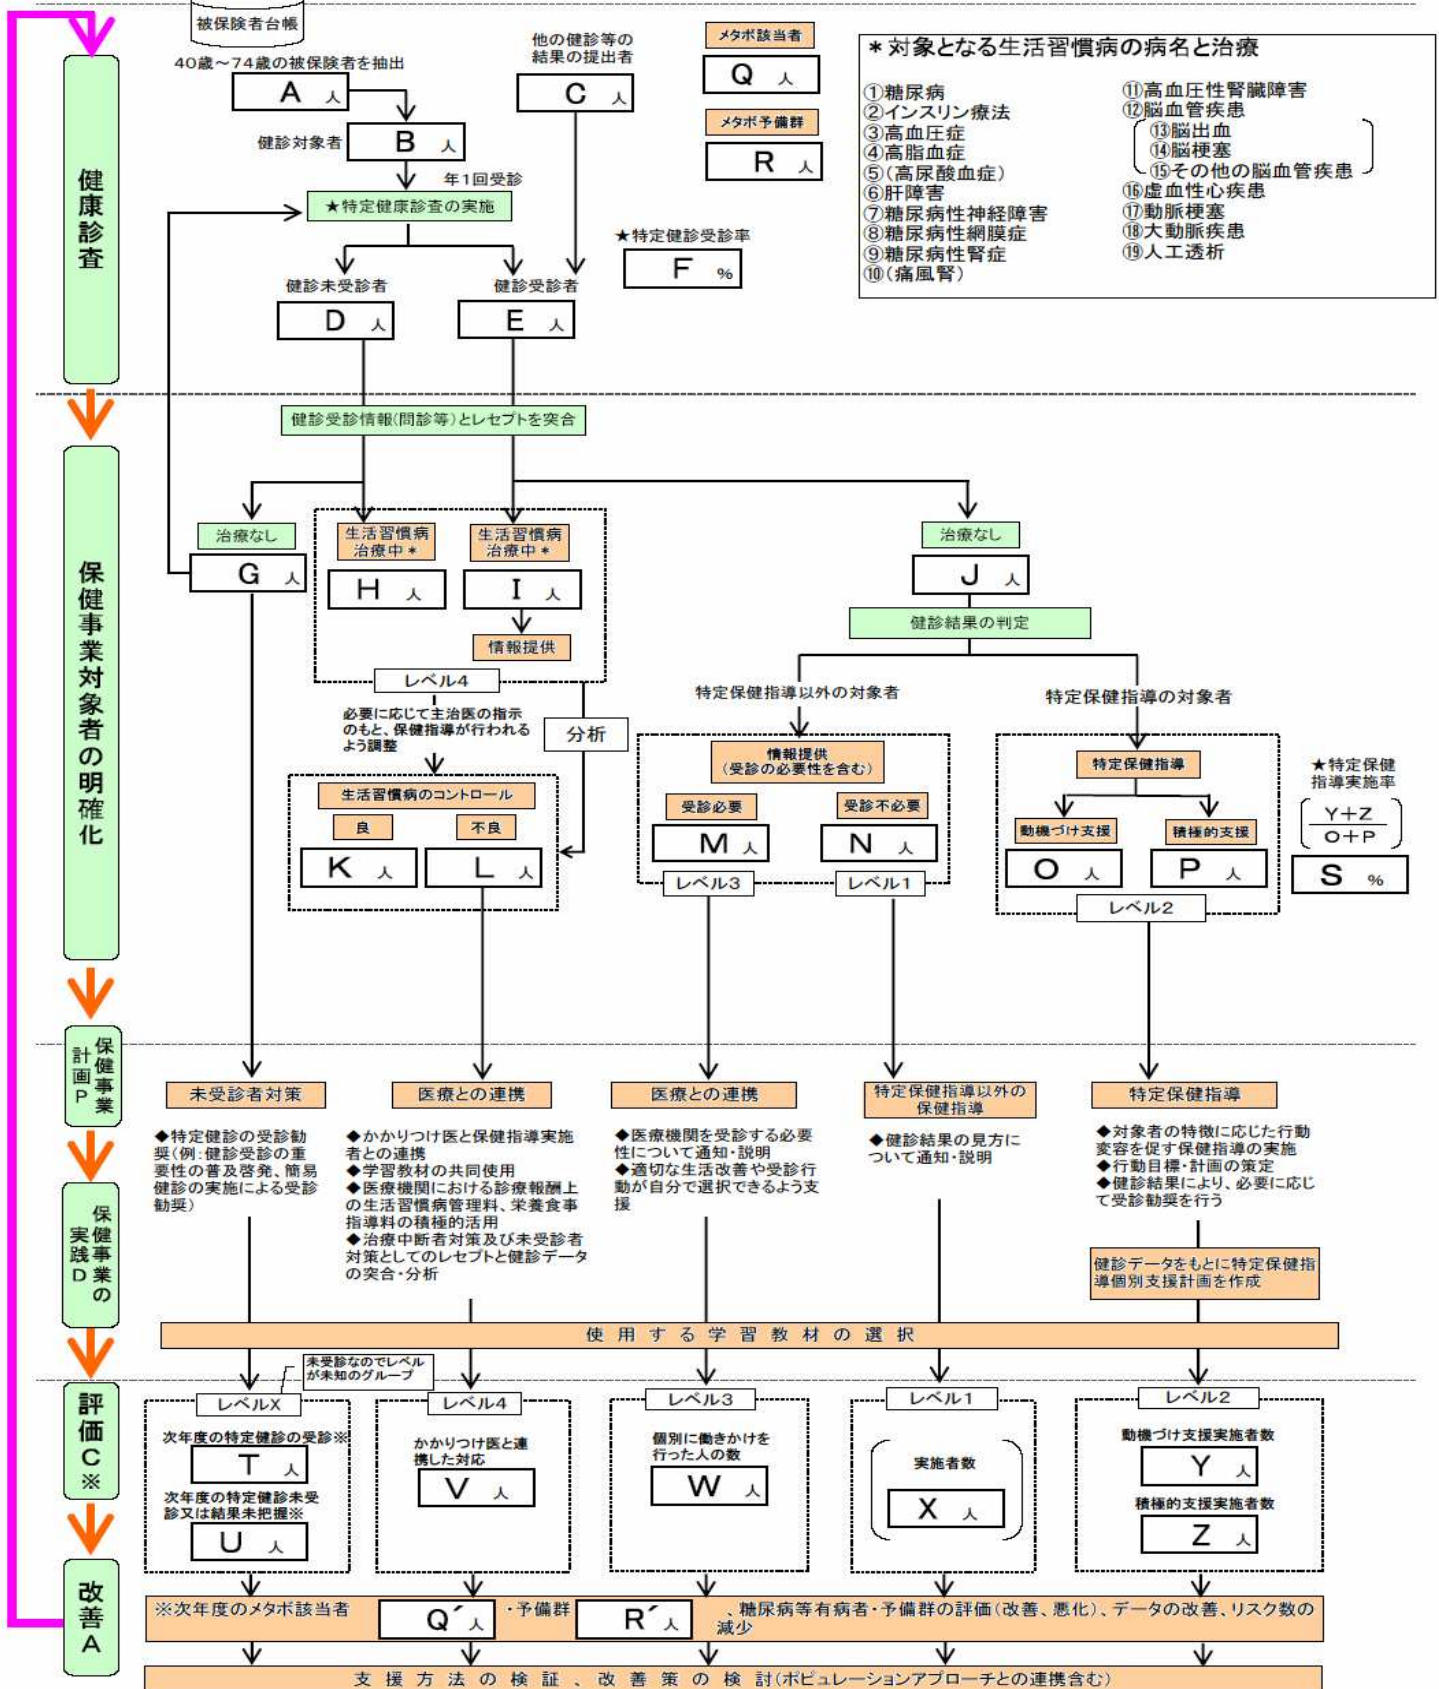 被保険者台帳
40歳～74歳の被保険者を抽出
A 人
健診対象者
B 人
年1回受診
★特定健康診査の実施
他の健診等の
結果の提出者
C 人
メタボ該当者
Q 人
メタボ予備群
R 人
★特定健診受診率
F %
健診未受診者
D 人
健診受診者
E 人
＊対象となる生活習慣病の病名と治療
①糖尿病
②インスリン療法
③高血圧症
④高脂血症
⑤(高尿酸血症)
⑥肝障害
⑦糖尿病性神経障害
⑧糖尿病性網膜症
⑨糖尿病性腎症
⑩(痛風腎)
⑪高血圧性腎臓障害
⑫脳血管疾患
⑬脳出血
⑭脳梗塞
⑮その他の脳血管疾患
⑯虚血性心疾患
⑰動脈梗塞
⑱大動脈疾患
⑲人工透析
健康診査
健診受診情報(問診等)とレセプトを突合
保健事業対象者の明確化
治療なし
G 人
生活習慣病
治療中＊
H 人
生活習慣病
治療中＊
I 人
情報提供
レベル4
必要に応じて主治医の指示
のもと、保健指導が行われる
よう調整
分析
生活習慣病のコントロール
良
不良
K 人
L 人
治療なし
J 人
健診結果の判定
特定保健指導以外の対象者
特定保健指導の対象者
情報提供
(受診の必要性を含む)
受診必要
M 人
レベル3
受診不必要
N 人
レベル1
特定保健指導
動機づけ支援
O 人
積極的支援
P 人
レベル2
★特定保健
指導実施率
Y+Z
O+P
S %
保健事業
計画P
未受診者対策
◆特定健診の受診勧
奨(例:健診受診の重
要性の普及啓発、簡易
健診の実施による受診
勧奨)
医療との連携
◆かかりつけ医と保健指導実施
者との連携
◆学習教材の共同使用
◆医療機関における診療報酬上
の生活習慣病管理料、栄養食事
指導料の積極的活用
◆治療中断者対策及び未受診者
対策としてのレセプトと健診データ
の突合・分析
医療との連携
◆医療機関を受診する必要
性について通知・説明
◆適切な生活改善や受診行
動が自分で選択できるよう支
援
特定保健指導以外の
保健指導
◆健診結果の見方に
ついて通知・説明
特定保健指導
◆対象者の特徴に応じた行動
変容を促す保健指導の実施
◆行動目標・計画の策定
◆健診結果により、必要に応じ
て受診勧奨を行う
健診データをもとに特定保健指
導個別支援計画を作成
保健事業の
実践D
使用する学習教材の選択
評価C※
未受診なのでレベル
が未知のグループ
レベルX
次年度の特定健診の受診※
T 人
次年度の特定健診未受
診又は結果未把握※
U 人
レベル4
かかりつけ医と連
携した対応
V 人
レベル3
個別に働きかけを
行った人の数
W 人
レベル1
実施者数
X 人
レベル2
動機づけ支援実施者数
Y 人
積極的支援実施者数
Z 人
改善A
※次年度のメタボ該当者 Q´人 ・予備群 R´人 、糖尿病等有病者・予備群の評価(改善、悪化)、データの改善、リスク数の
減少
支援方法の検証、改善策の検討(ポピュレーションアプローチとの連携含む)